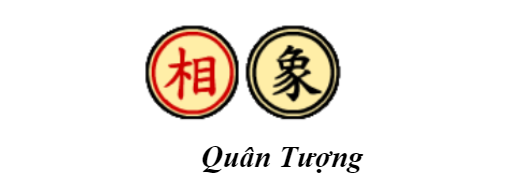 相 象
Quân Tượng